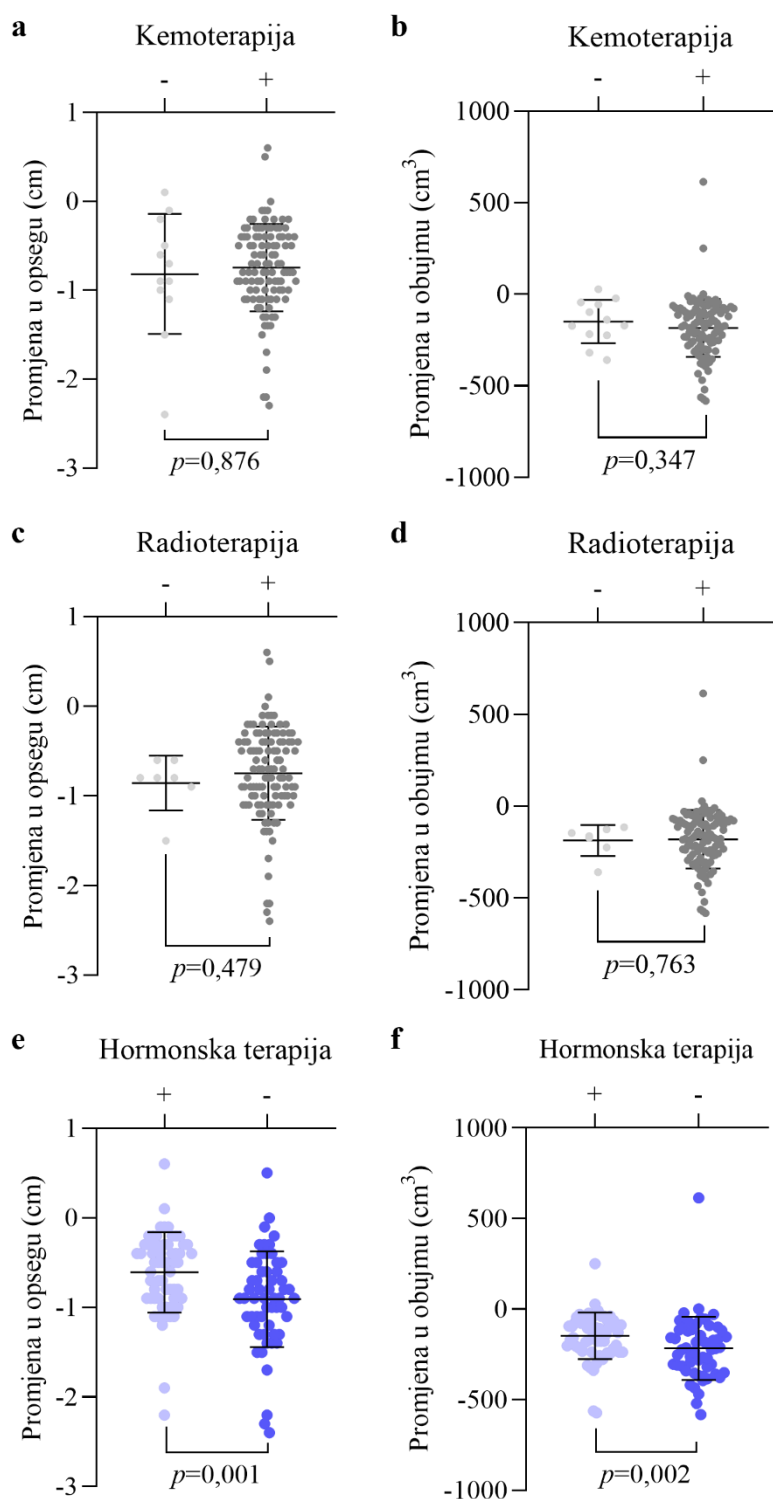 a
Kemoterapija
- +
Promjena u opsegu (cm)
1
0
-1
-2
-3
p=0,876
b
Kemoterapija
- +
Promjena u obujmu (cm³)
1000
500
0
-500
-1000
p=0,347
c
Radioterapija
- +
Promjena u opsegu (cm)
1
0
-1
-2
-3
p=0,479
d
Radioterapija
- +
Promjena u obujmu (cm³)
1000
500
0
-500
-1000
p=0,763
e
Hormonska terapija
+ -
Promjena u opsegu (cm)
1
0
-1
-2
-3
p=0,001
f
Hormonska terapija
+ -
Promjena u obujmu (cm³)
1000
500
0
-500
-1000
p=0,002